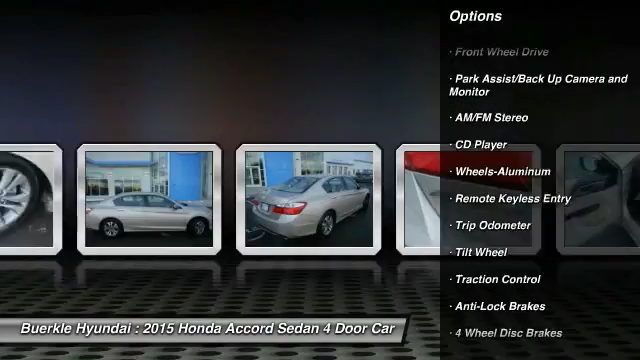 Options
· Front Wheel Drive
· Park Assist/Back Up Camera and
Monitor
· AM/FM Stereo
· CD Player
· Wheels-Aluminum
· Remote Keyless Entry
· Trip Odometer
· Tilt Wheel
· Traction Control
· Anti-Lock Brakes
· 4 Wheel Disc Brakes
Buerkle Hyundai : 2015 Honda Accord Sedan 4 Door Car